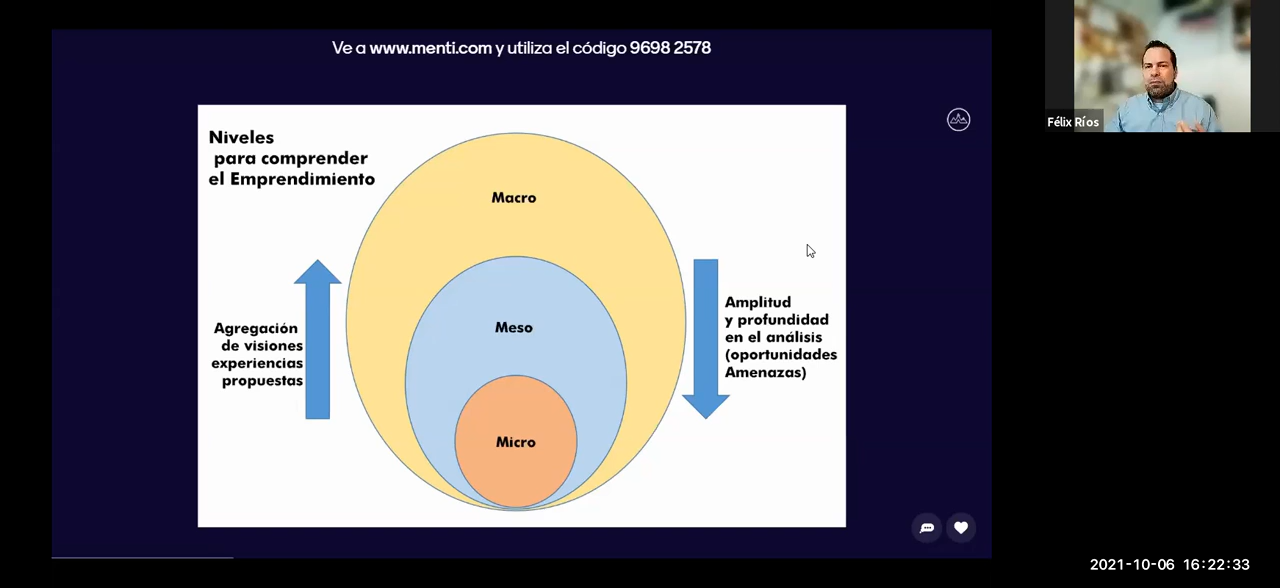 Ve a www.menti.com y utiliza el código 9698 2578
Niveles
para comprender
el Emprendimiento
Macro
Meso
Micro
Agregación
de visiones
experiencias
propuestas
Amplitud
y profundidad
en el análisis
(oportunidades
Amenazas)
Félix Ríos
2021-10-06 16:22:33